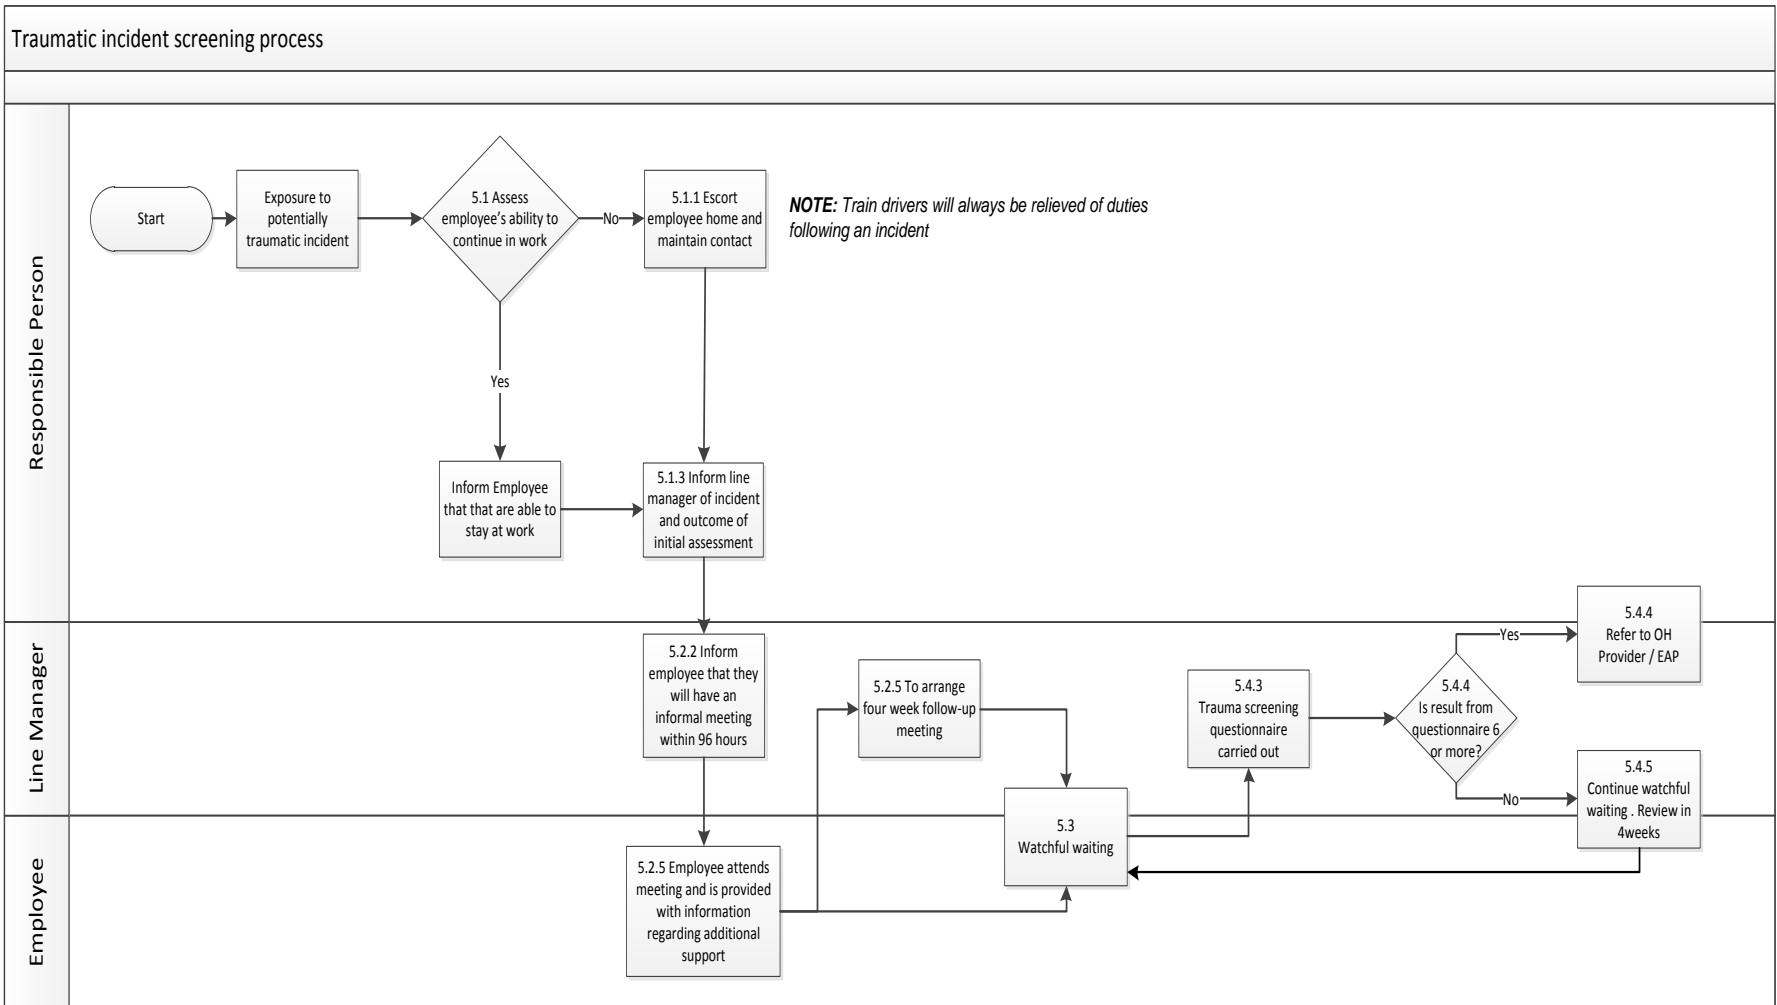 Traumatic incident screening process
Responsible Person
Start
Exposure to
potentially
traumatic incident
5.1 Assess
employee's ability to
continue in work
No
5.1.1 Escort
employee home and
maintain contact
NOTE: Train drivers will always be relieved of duties
following an incident
Yes
Inform Employee
that that are able to
stay at work
5.1.3 Inform line
manager of incident
and outcome of
initial assessment
Line Manager
5.2.2 Inform
employee that they
will have an
informal meeting
within 96 hours
5.2.5 To arrange
four week follow-up
meeting
5.4.3
Trauma screening
questionnaire
carried out
5.4.4
Is result from
questionnaire 6
or more?
Yes
5.4.4
Refer to OH
Provider / EAP
No
5.4.5
Continue watchful
waiting . Review in
4weeks
Employee
5.2.5 Employee attends
meeting and is provided
with information
regarding additional
support
5.3
Watchful waiting